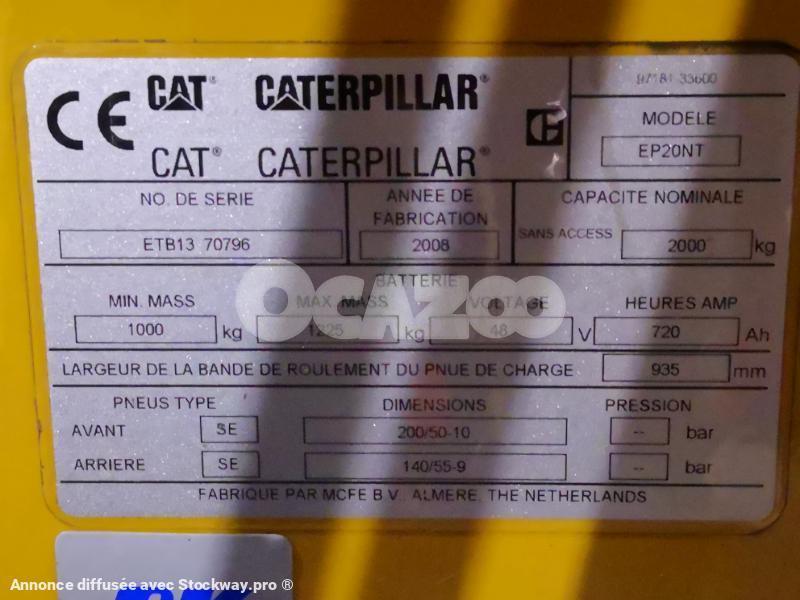 CE CAT® CATERPILLAR®
CAT® CATERPILLAR®
97181-33600
MODELE
EP20NT
NO. DE SERIE
ETB13 70796
ANNEE DE
FABRICATION
2008
CAPACITE NOMINALE
SANS ACCESS 2000 kg
BATTERIE
MIN. MASS MAX. MASS VOLTAGE HEURES AMP
1000 kg 1225 kg 48 V 720 Ah
OCAZOO
LARGEUR DE LA BANDE DE ROULEMENT DU PNUE DE CHARGE 935 mm
PNEUS TYPE DIMENSIONS PRESSION
AVANT SE 200/50-10 -- bar
ARRIERE SE 140/55-9 -- bar
FABRIQUE PAR MCFE B.V. ALMERE, THE NETHERLANDS
Annonce diffusée avec Stockway.pro ®